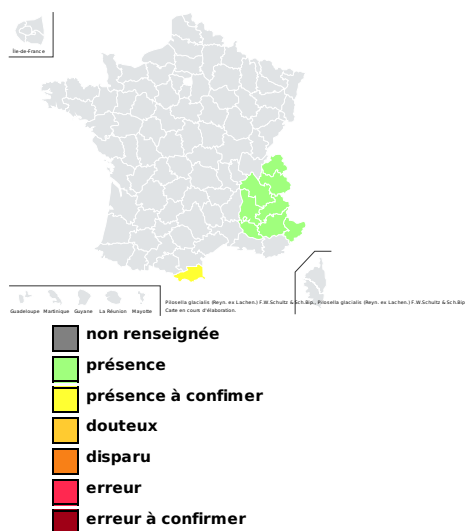 Île-de-France
Guadeloupe Martinique Guyane La Réunion Mayotte
Pilosella glacialis (Reyn. ex Lachen.) F.W.Schultz & Sch.Bip., Pilosella glacialis (Reyn. ex Lachen.) F.W.Schultz & Sch.Bip
Carte en cours d'élaboration.
non renseignée
présence
présence à confimer
douteux
disparu
erreur
erreur à confirmer